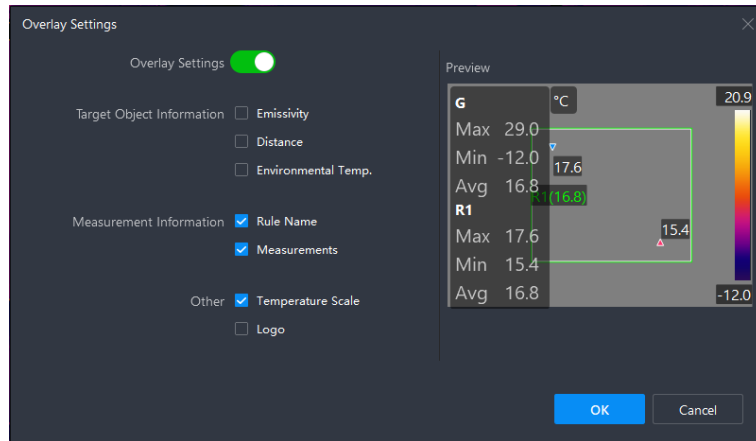 Overlay Settings
Overlay Settings
Target Object Information
Emissivity
Distance
Environmental Temp.
Measurement Information
Rule Name
Measurements
Other
Temperature Scale
Logo
Preview
G
Max 29.0
Min -12.0
Avg 16.8
R1
Max 17.6
Min 15.4
Avg 16.8
°C
17.6
R1(16.8)
15.4
20.9
-12.0
OK
Cancel